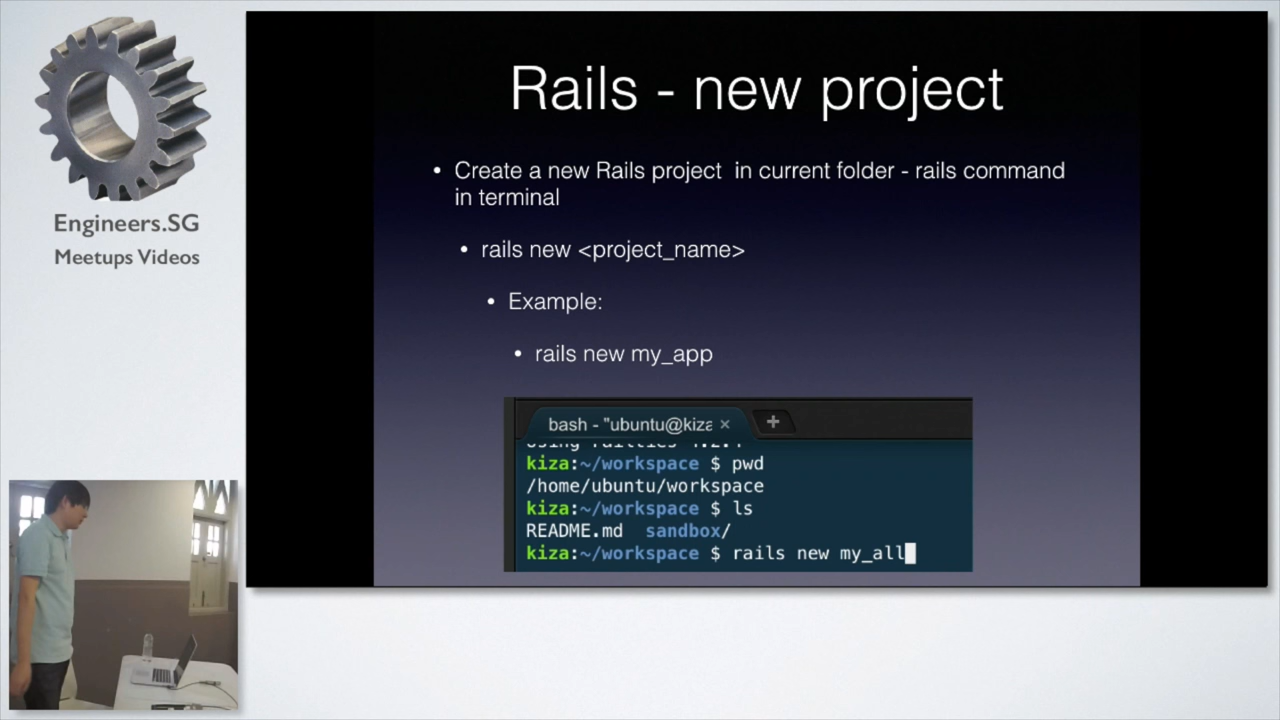 Engineers.SG
Meetups Videos
Rails - new project
• Create a new Rails project in current folder - rails command
in terminal
• rails new <project_name>
• Example:
• rails new my_app
bash - "ubuntu@kiza ×
+
kiza:~/workspace $ pwd
/home/ubuntu/workspace
kiza:~/workspace $ ls
README.md sandbox/
kiza:~/workspace $ rails new my_all